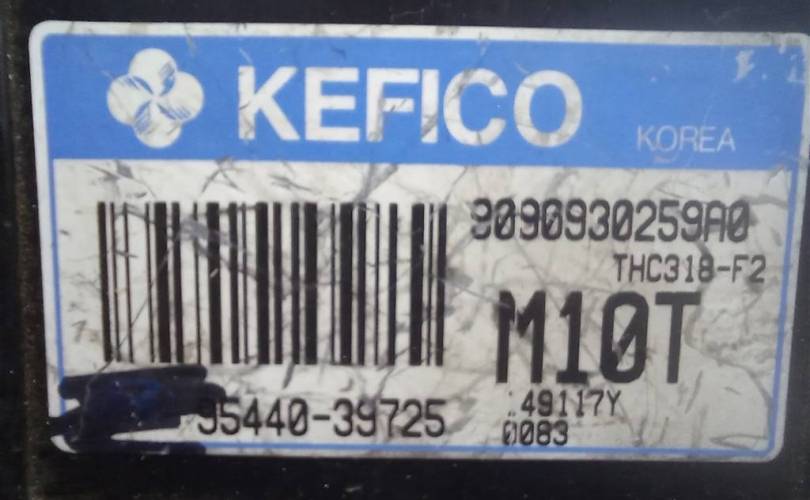 KEFICO
KOREA
9090930259A0
THC318-F2
M10T
95440-39725
49117Y
0083